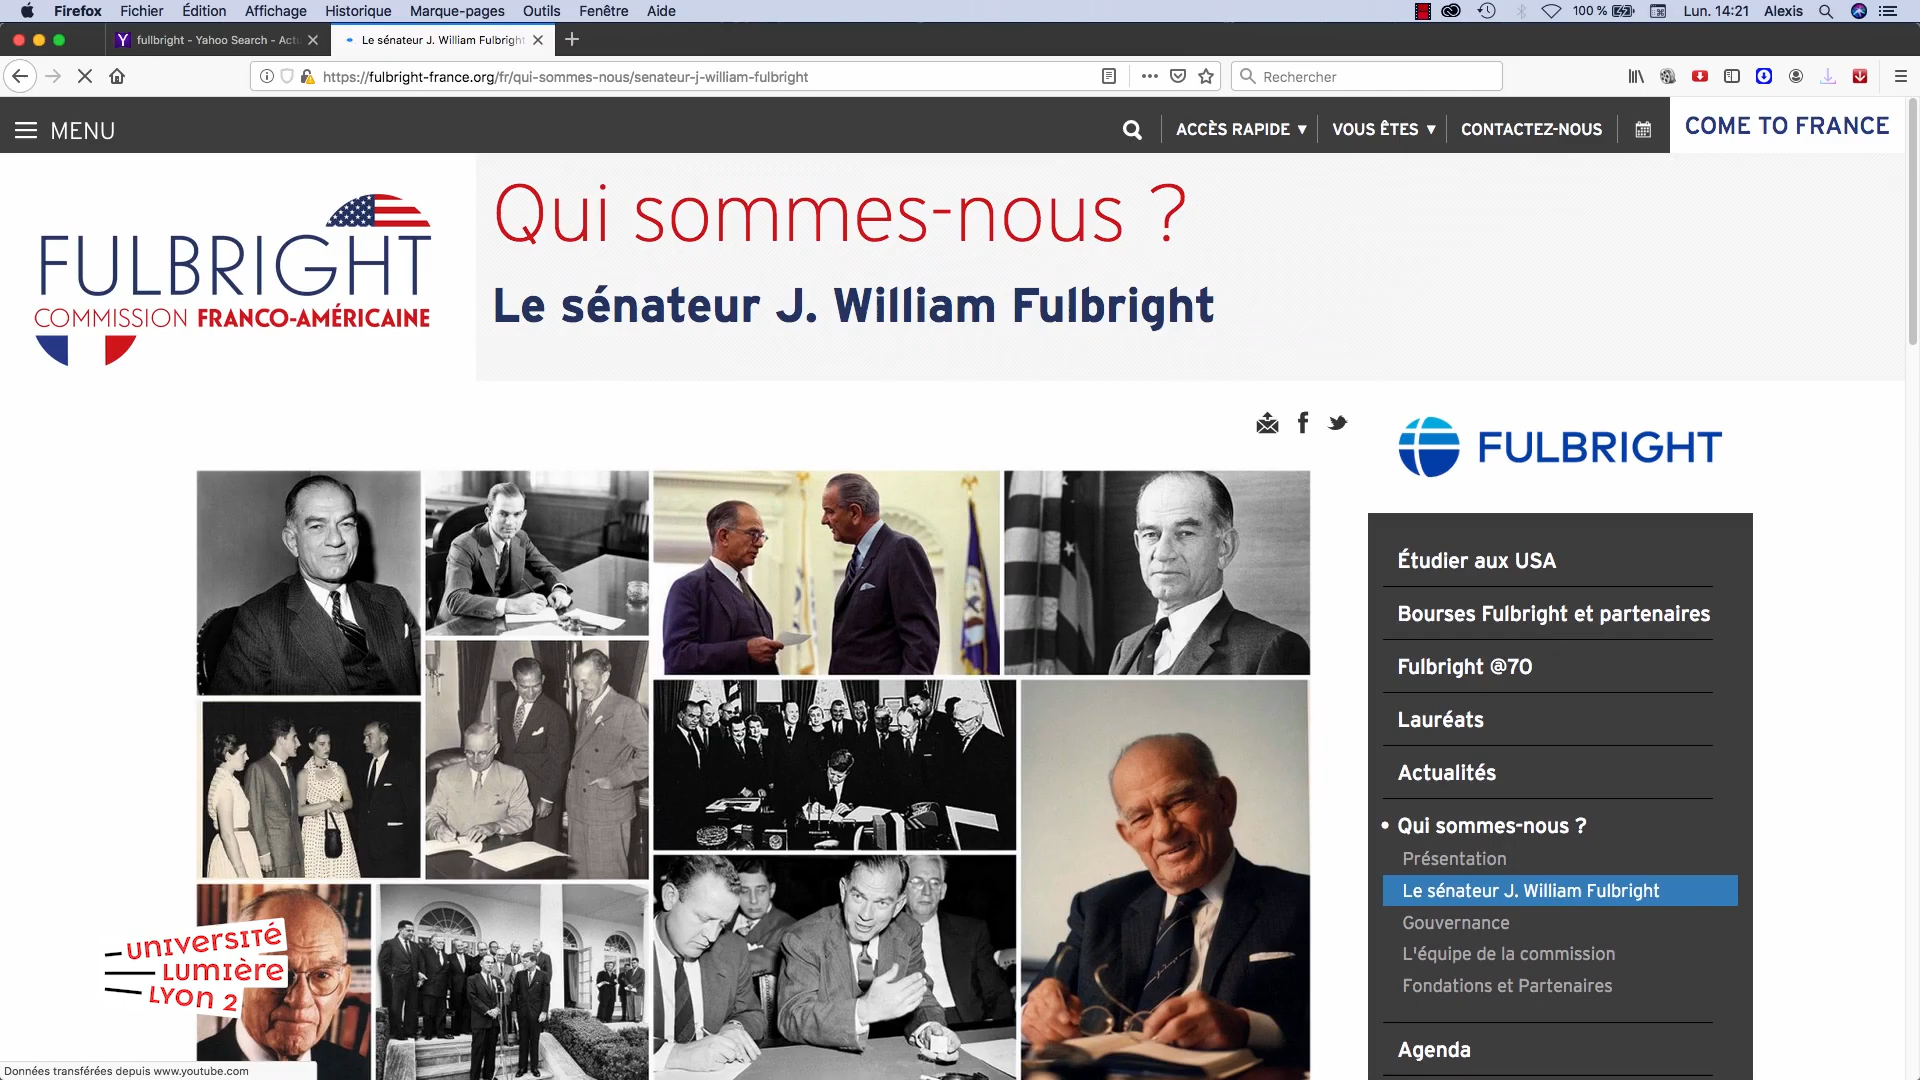 Firefox Fichier Édition Affichage Historique Marque-pages Outils Fenêtre Aide
100 % Lun. 14:21 Alexis
fullbright - Yahoo Search - Actu
Le sénateur J. William Fulbright
https://fulbright-france.org/fr/qui-sommes-nous/senateur-j-william-fulbright
Rechercher
MENU
ACCÈS RAPIDE ▾
VOUS ÊTES ▾
CONTACTEZ-NOUS
COME TO FRANCE
FULBRIGHT
COMMISSION FRANCO-AMÉRICAINE
Qui sommes-nous ?
Le sénateur J. William Fulbright
FULBRIGHT
Étudier aux USA
Bourses Fulbright et partenaires
Fulbright @70
Lauréats
Actualités
• Qui sommes-nous ?
Présentation
Le sénateur J. William Fulbright
Gouvernance
L'équipe de la commission
Fondations et Partenaires
Agenda
UNIVERSITÉ
LUMIÈRE
LYON 2
Données transférées depuis www.youtube.com